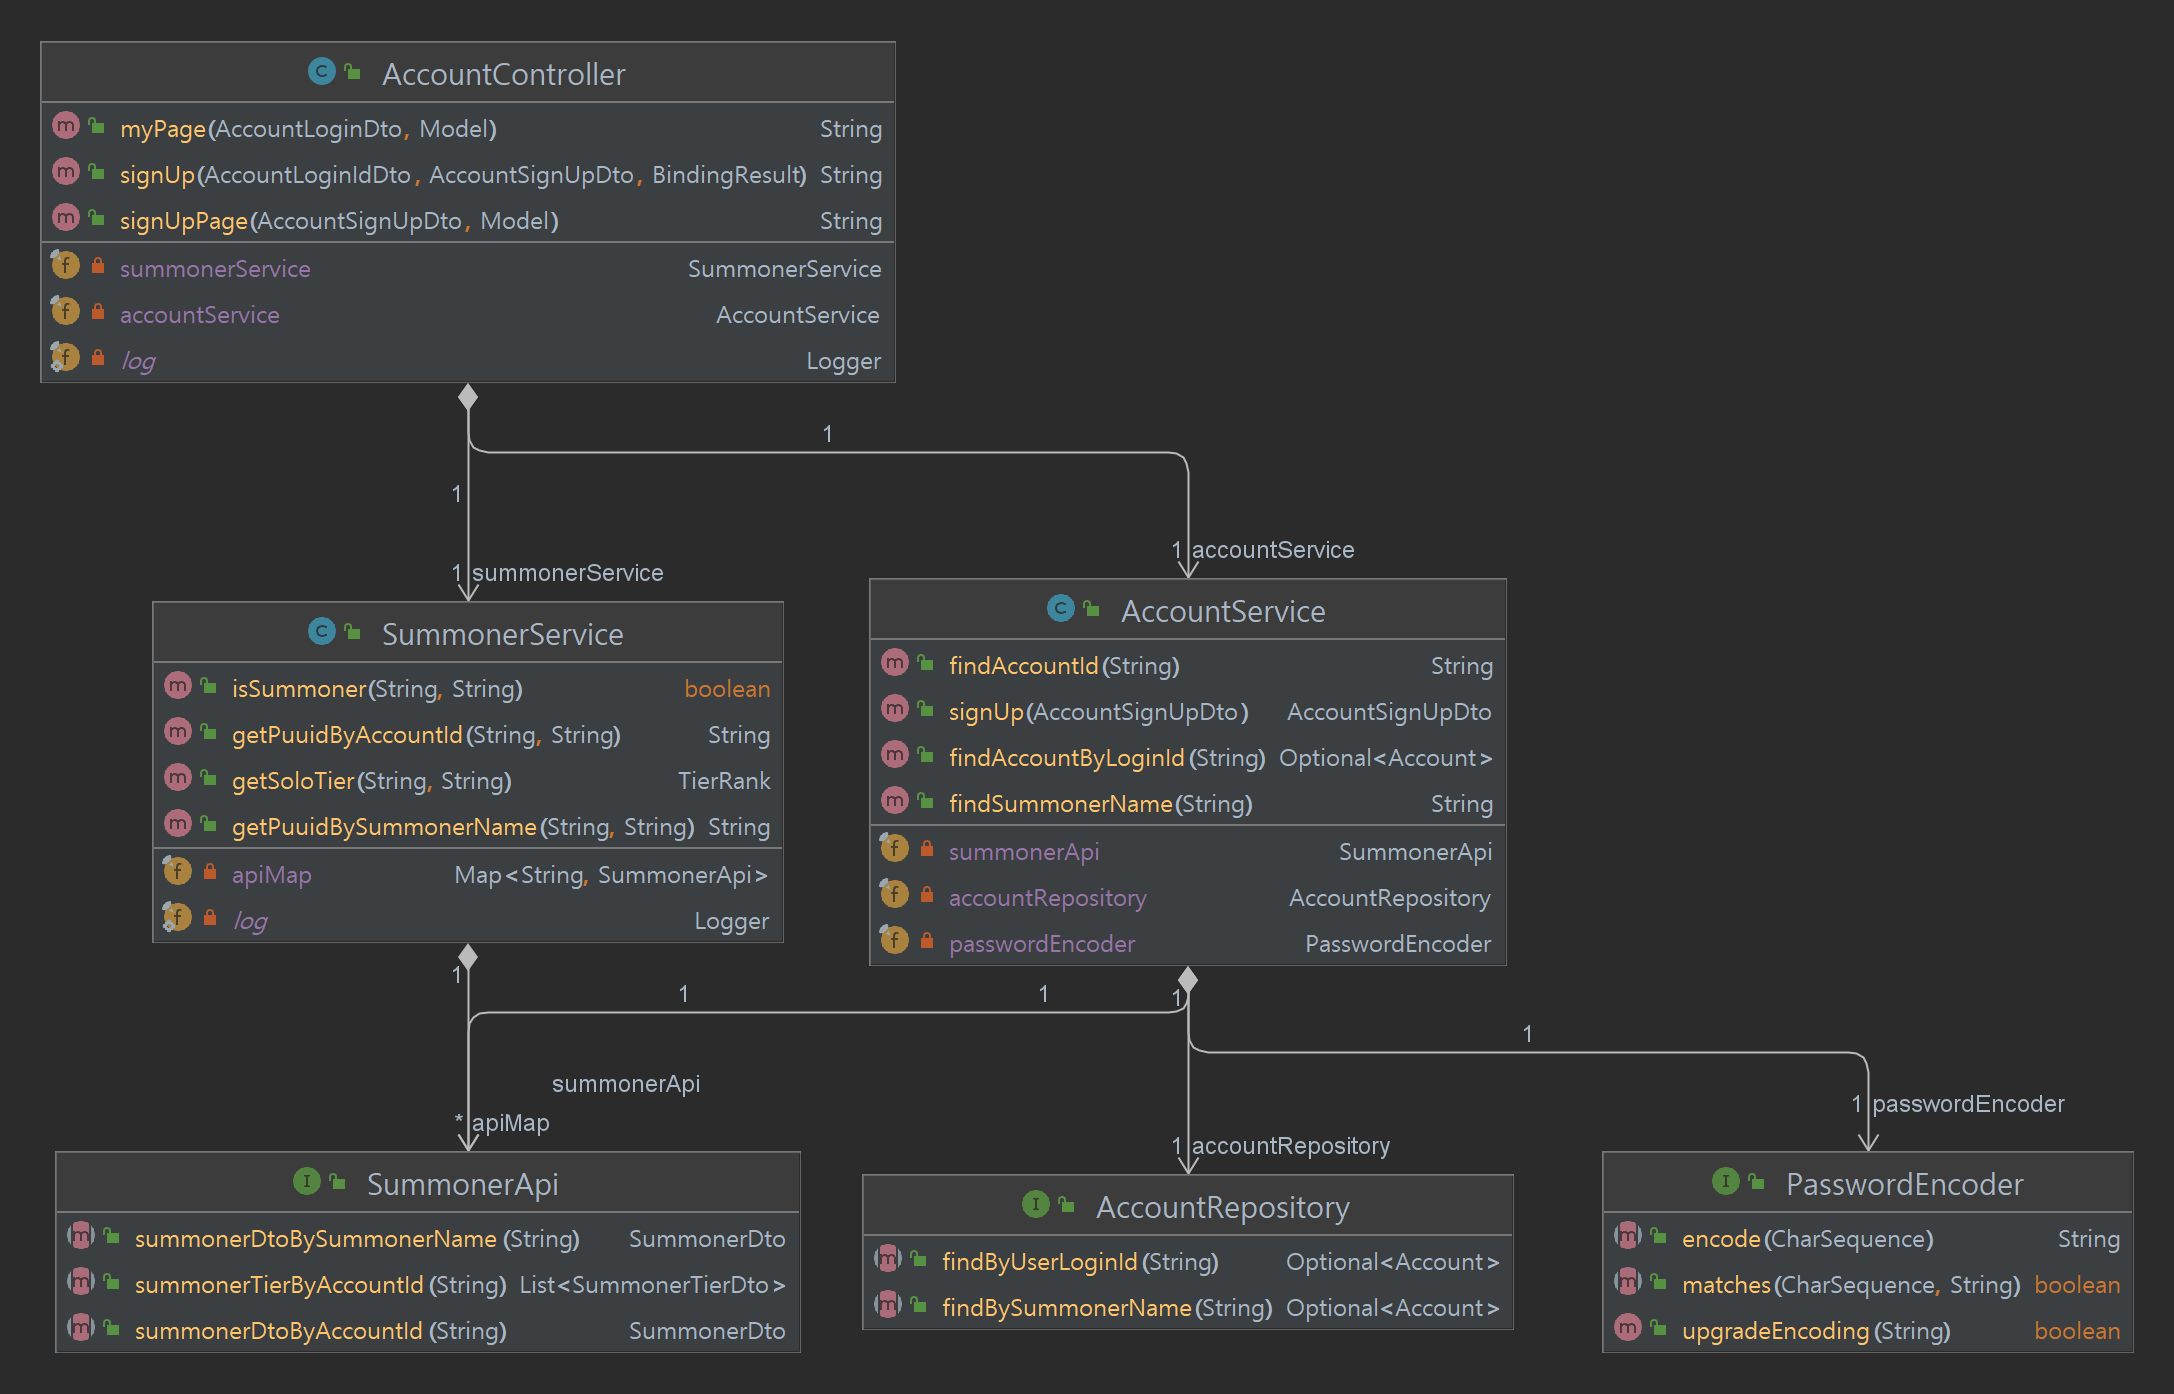 AccountController
myPage(AccountLoginDto, Model) String
signUp(AccountLoginIdDto, AccountSignUpDto, BindingResult) String
signUpPage(AccountSignUpDto, Model) String
summonerService SummonerService
accountService AccountService
log Logger
1
1
1 accountService
1 summonerService
AccountService
findAccountId(String) String
signUp(AccountSignUpDto) AccountSignUpDto
findAccountByLoginId(String) Optional<Account>
findSummonerName(String) String
summonerApi SummonerApi
accountRepository AccountRepository
passwordEncoder PasswordEncoder
SummonerService
isSummoner(String, String) boolean
getPuuidByAccountId(String, String) String
getSoloTier(String, String) TierRank
getPuuidBySummonerName(String, String) String
apiMap Map<String, SummonerApi>
log Logger
1
1 1 1
1
summonerApi
1 passwordEncoder
* apiMap
1 accountRepository
SummonerApi
summonerDtoBySummonerName(String) SummonerDto
summonerTierByAccountId(String) List<SummonerTierDto>
summonerDtoByAccountId(String) SummonerDto
AccountRepository
findByUserLoginId(String) Optional<Account>
findBySummonerName(String) Optional<Account>
PasswordEncoder
encode(CharSequence) String
matches(CharSequence, String) boolean
upgradeEncoding(String) boolean